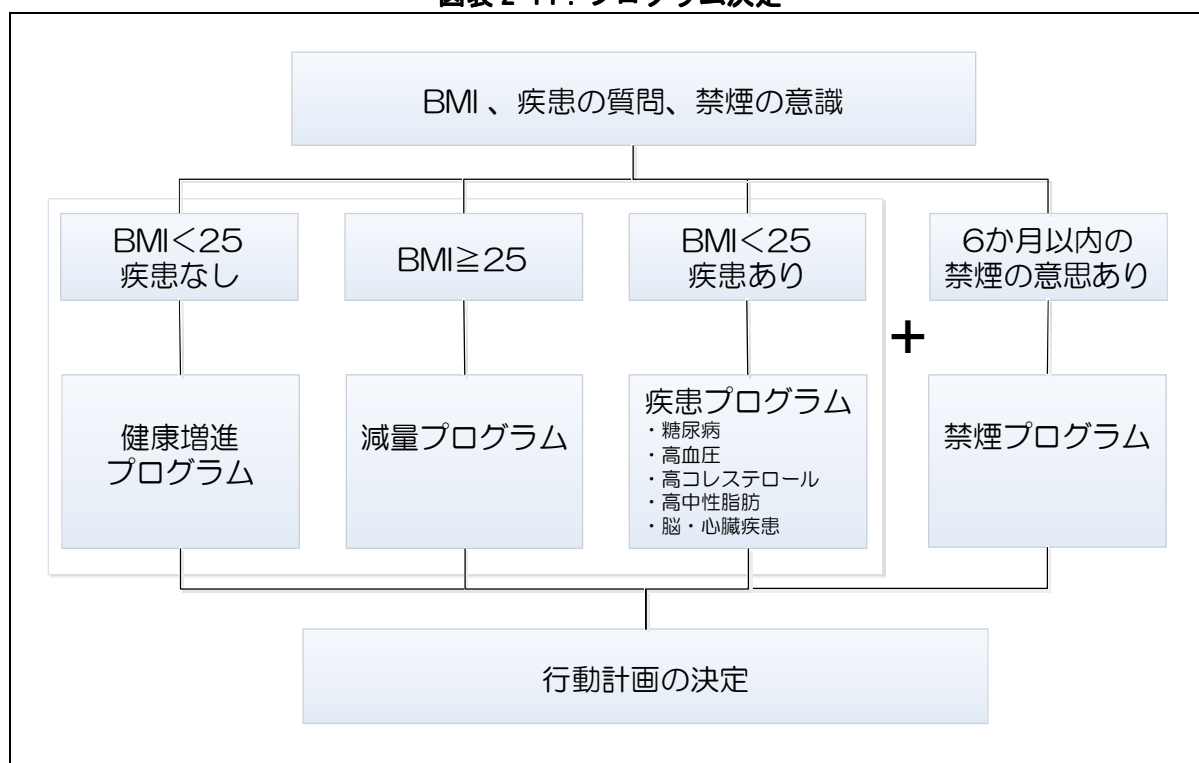 BMI 、疾患の質問、禁煙の意識
BMI<25
疾患なし
BMI≧25
BMI<25
疾患あり
6か月以内の
禁煙の意思あり
+
健康増進
プログラム
減量プログラム
疾患プログラム
・糖尿病
・高血圧
・高コレステロール
・高中性脂肪
・脳・心臓疾患
禁煙プログラム
行動計画の決定